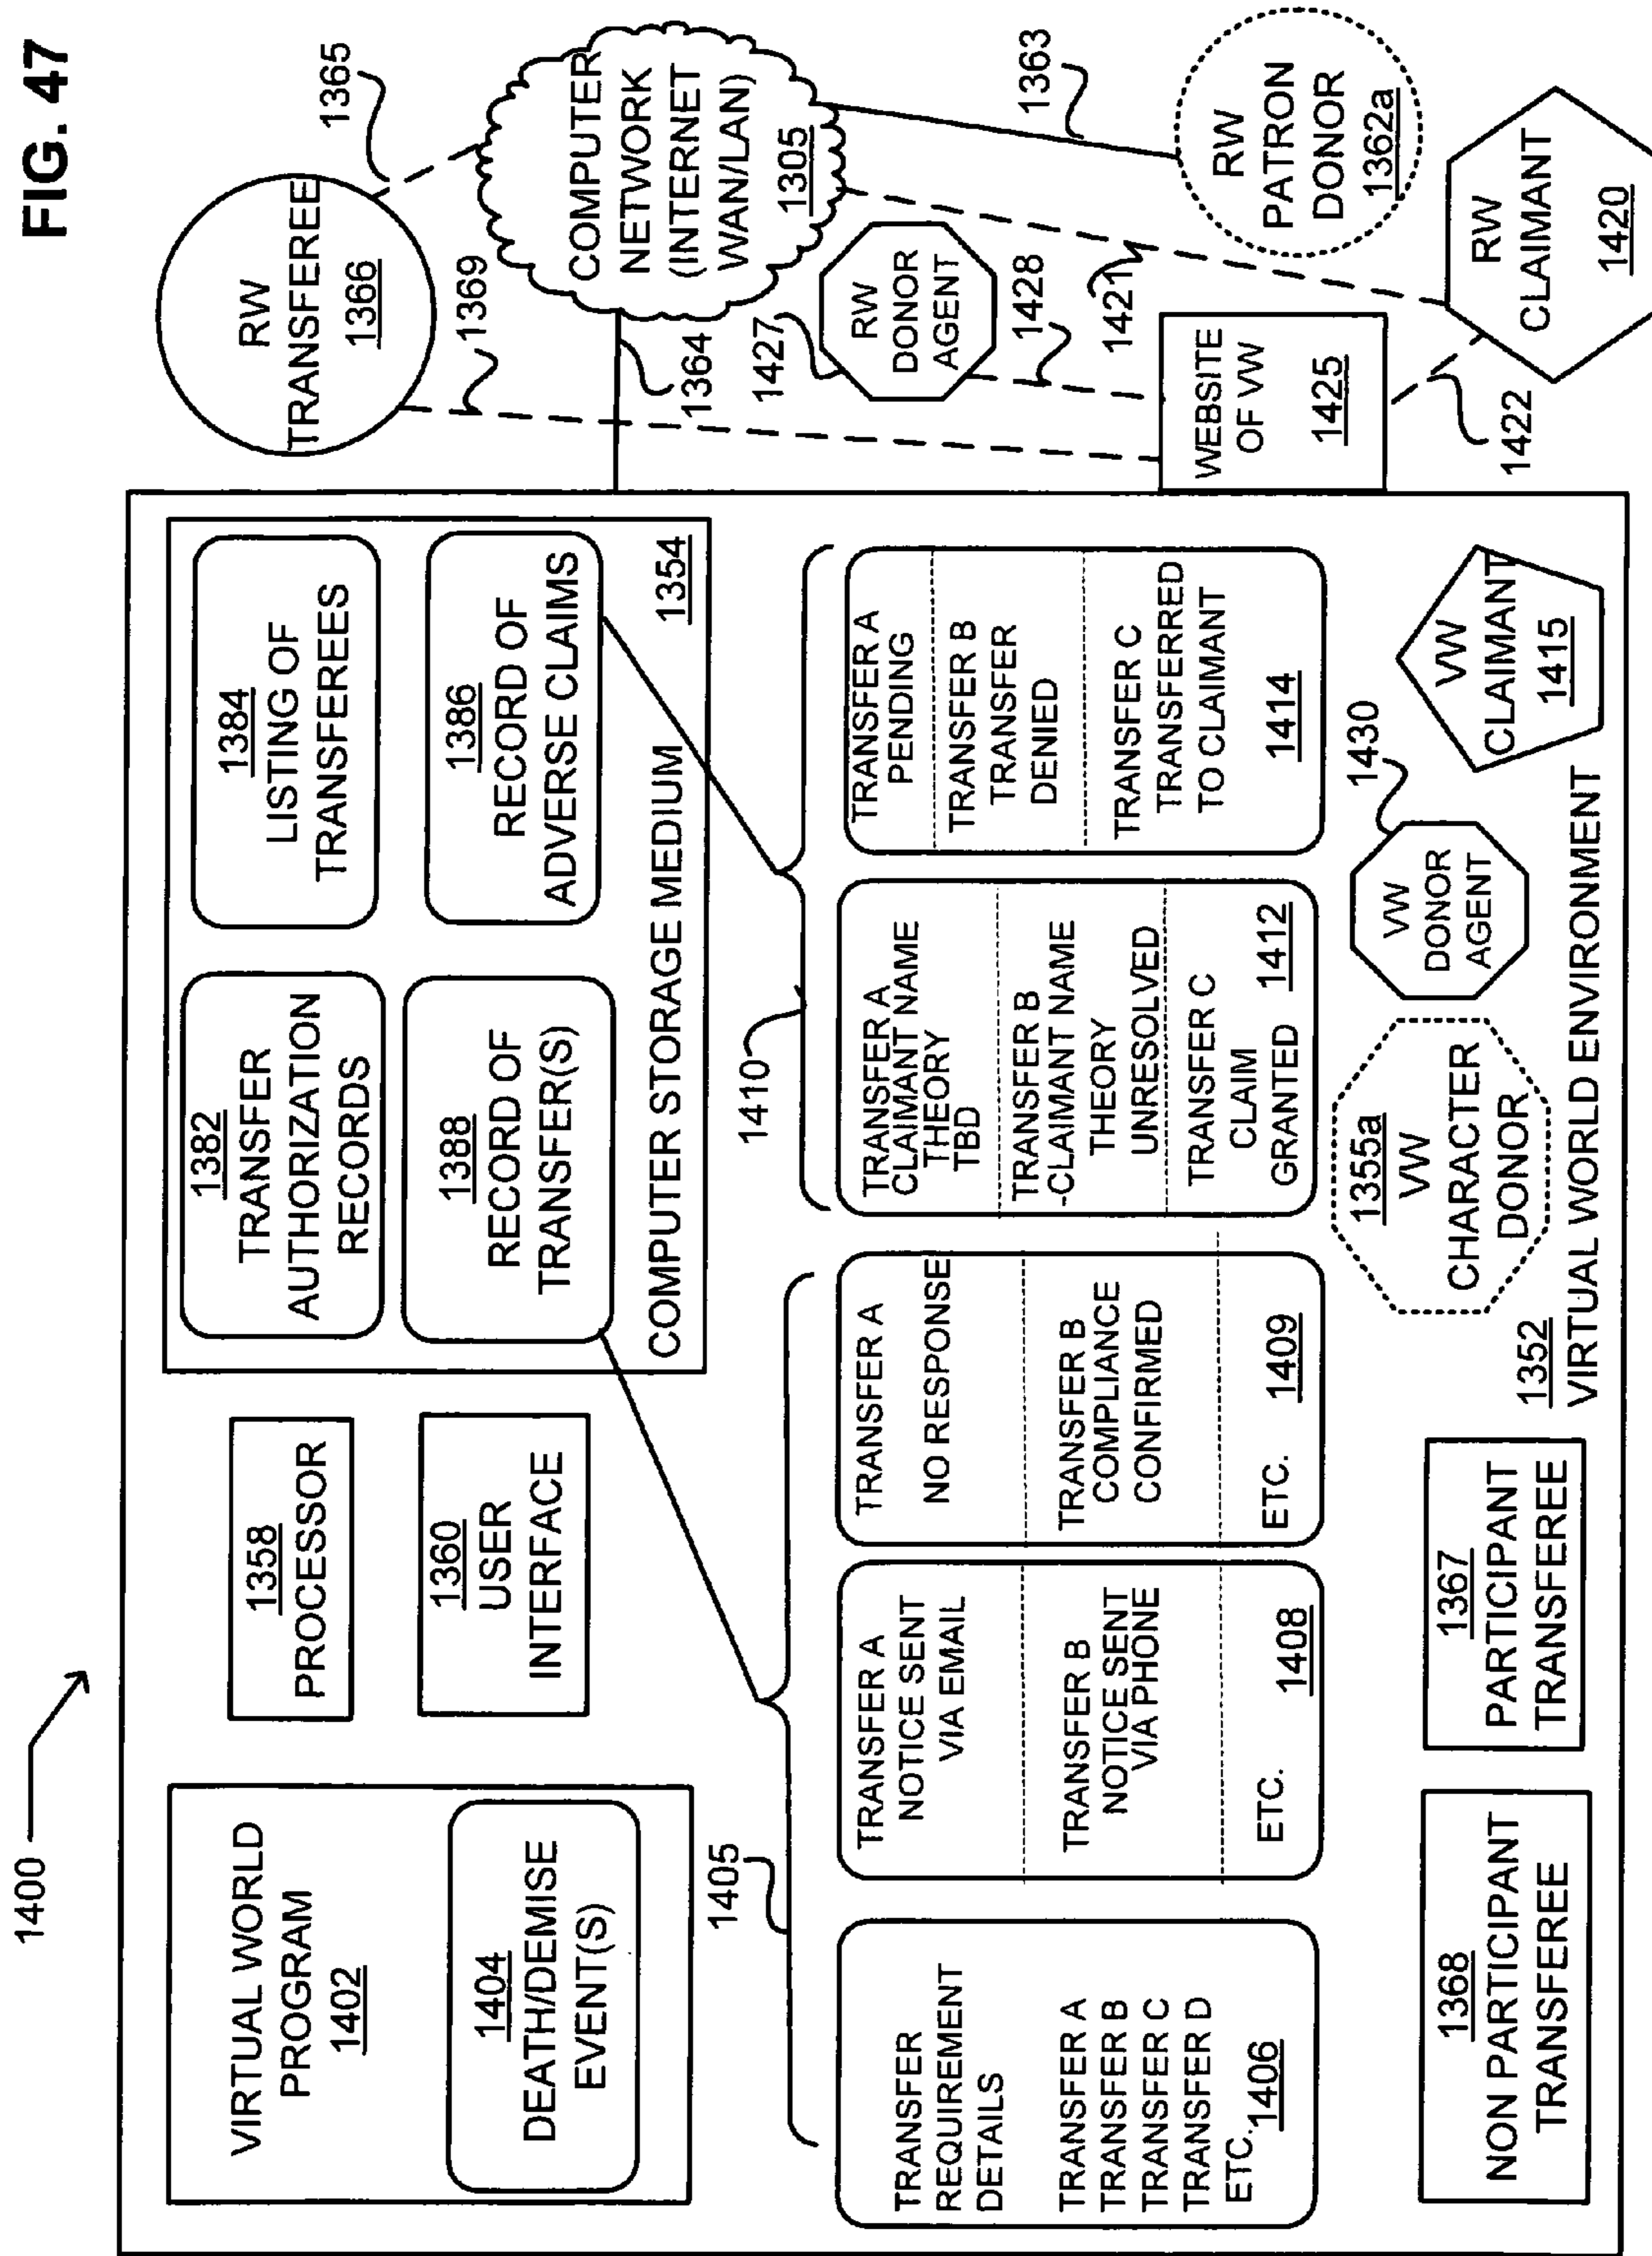 FIG. 47
1400
VIRTUAL WORLD
PROGRAM
1402
1404
DEATH/DEMISE
EVENT(S)
1358
PROCESSOR
1360
USER
INTERFACE
1382
TRANSFER
AUTHORIZATION
RECORDS
1384
LISTING OF
TRANSFEREES
1388
RECORD OF
TRANSFER(S)
1386
RECORD OF
ADVERSE CLAIMS
COMPUTER STORAGE MEDIUM
1354
1405
TRANSFER
REQUIREMENT
DETAILS
TRANSFER A
TRANSFER B
TRANSFER C
TRANSFER D
ETC.
1406
TRANSFER A
NOTICE SENT
VIA EMAIL
TRANSFER B
NOTICE SENT
VIA PHONE
ETC.
1408
TRANSFER A
NO RESPONSE
TRANSFER B
COMPLIANCE
CONFIRMED
ETC.
1409
1410
TRANSFER A
CLAIMANT NAME
THEORY
TBD
TRANSFER B
-CLAIMANT NAME
THEORY
UNRESOLVED
TRANSFER C
CLAIM
GRANTED
1412
TRANSFER A
PENDING
TRANSFER B
TRANSFER
DENIED
TRANSFER C
TRANSFERRED
TO CLAIMANT
1414
1368
NON PARTICIPANT
TRANSFEREE
1367
PARTICIPANT
TRANSFEREE
1352
VIRTUAL WORLD ENVIRONMENT
1355a
VW
CHARACTER
DONOR
VW
DONOR
AGENT
1430
VW
CLAIMANT
1415
RW
TRANSFEREE
1366
1365
1369
COMPUTER
NETWORK
(INTERNET
WAN/LAN)
1305
1364
1427
RW
DONOR
AGENT
1428
1421
1363
RW
PATRON
DONOR
1362a
WEBSITE
OF VW
1425
1422
RW
CLAIMANT
1420